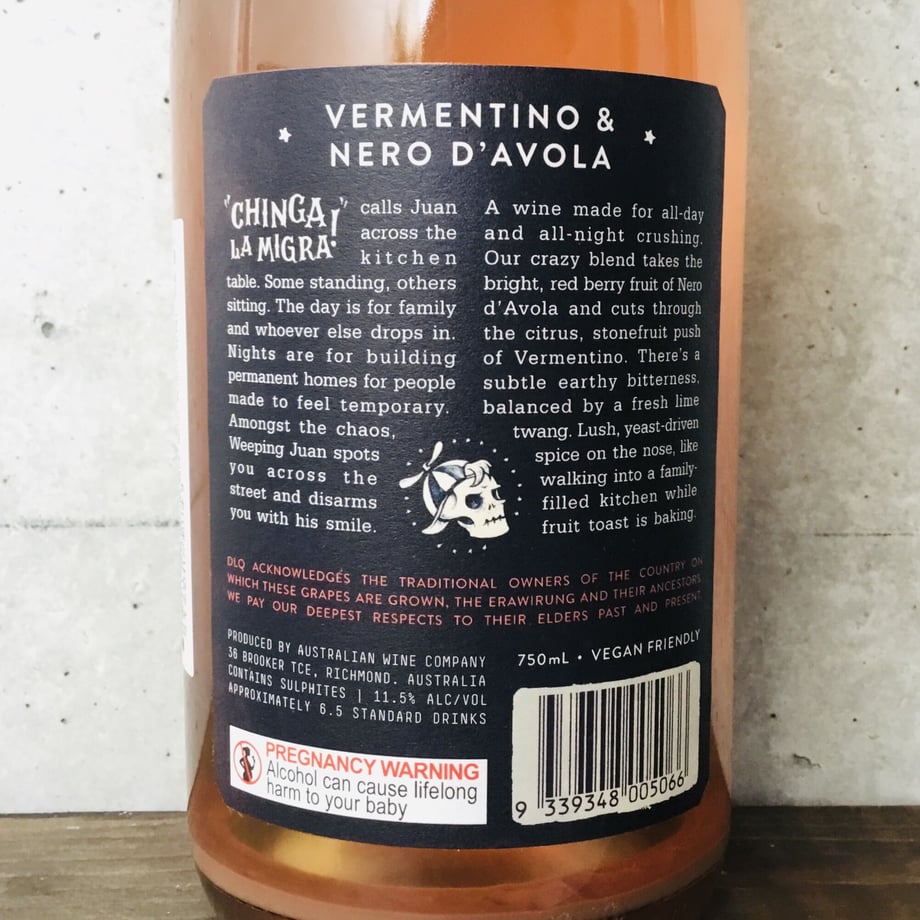 VERMENTINO &
NERO D'AVOLA
"CHINGA
LA MIGRA!"
calls Juan
across the
kitchen
table. Some standing, others
sitting. The day is for family
and whoever else drops in.
Nights are for building
permanent homes for people
made to feel temporary.
Amongst the chaos,
Weeping Juan spots
you across the
street and disarms
you with his smile.
A wine made for all-day
and all-night crushing.
Our crazy blend takes the
bright, red berry fruit of Nero
d'Avola and cuts through
the citrus, stonefruit push
of Vermentino. There's a
subtle earthy bitterness,
balanced by a fresh lime
twang. Lush, yeast-driven
spice on the nose, like
walking into a family-
filled kitchen while
fruit toast is baking.
DLQ ACKNOWLEDGES THE TRADITIONAL OWNERS OF THE COUNTRY ON
WHICH THESE GRAPES ARE GROWN, THE ERAWIRUNG AND THEIR ANCESTORS.
WE PAY OUR DEEPEST RESPECTS TO THEIR ELDERS PAST AND PRESENT.
PRODUCED BY AUSTRALIAN WINE COMPANY
36 BROOKER TCE, RICHMOND. AUSTRALIA
CONTAINS SULPHITES | 11.5% ALC/VOL
APPROXIMATELY 6.5 STANDARD DRINKS
750mL • VEGAN FRIENDLY
PREGNANCY WARNING
Alcohol can cause lifelong
harm to your baby
9 339348 005066